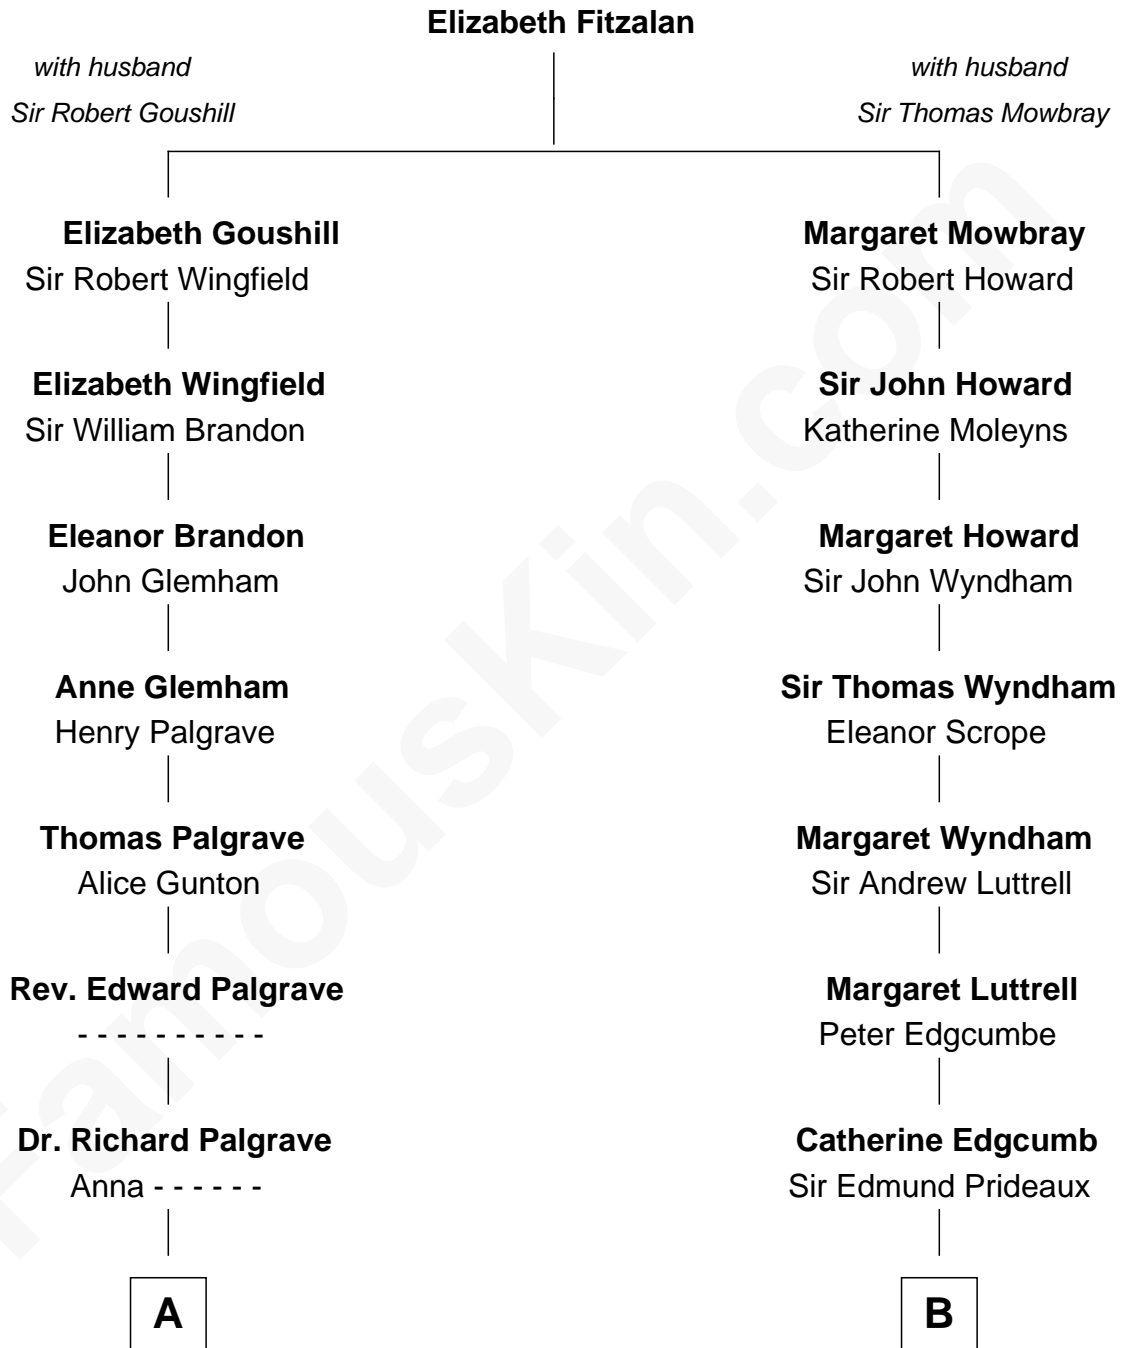 Elizabeth Fitzalan
with husband
Sir Robert Goushill
with husband
Sir Thomas Mowbray
Elizabeth Goushill
Sir Robert Wingfield
Elizabeth Wingfield
Sir William Brandon
Eleanor Brandon
John Glemham
Anne Glemham
Henry Palgrave
Thomas Palgrave
Alice Gunton
Rev. Edward Palgrave
- - - - - - - - - -
Dr. Richard Palgrave
Anna - - - - - -
A
Margaret Mowbray
Sir Robert Howard
Sir John Howard
Katherine Moleyns
Margaret Howard
Sir John Wyndham
Sir Thomas Wyndham
Eleanor Scrope
Margaret Wyndham
Sir Andrew Luttrell
Margaret Luttrell
Peter Edgcumbe
Catherine Edgcumb
Sir Edmund Prideaux
B
FamousKin.com